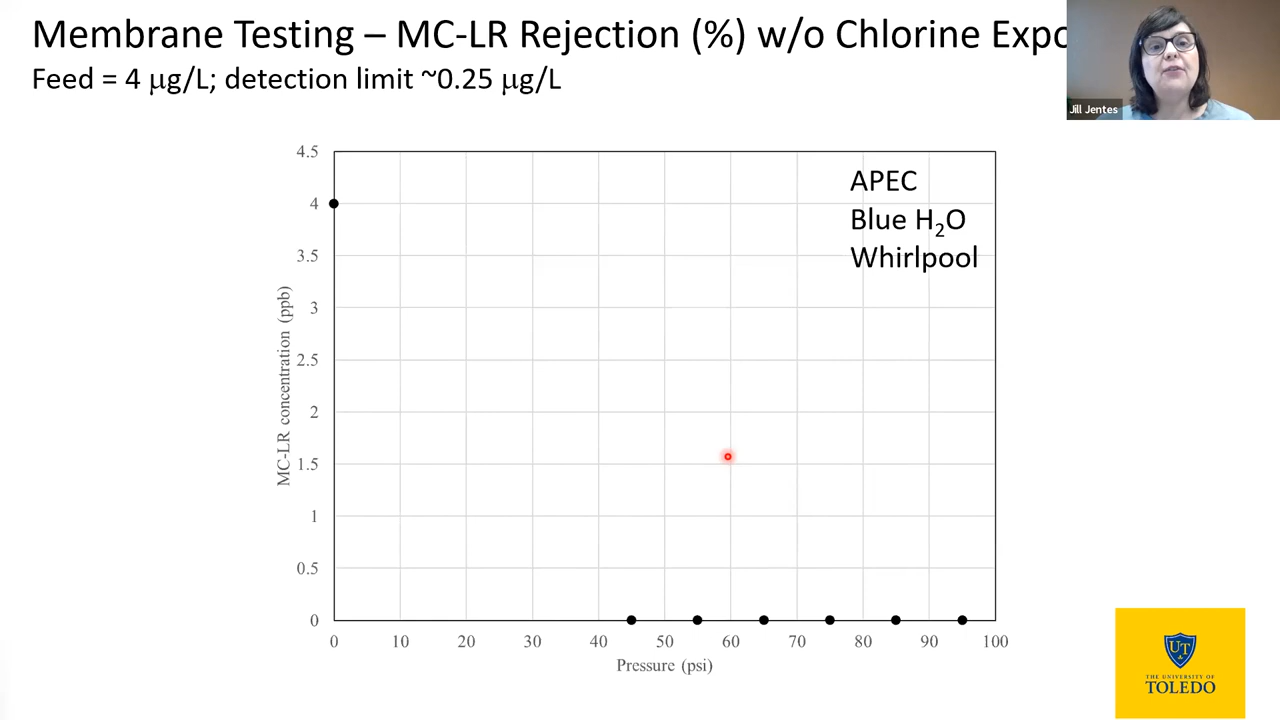 Membrane Testing – MC-LR Rejection (%) w/o Chlorine Expo
Feed = 4 μg/L; detection limit ~0.25 μg/L
Jill Jentes
APEC
Blue H₂O
Whirlpool
4.5
4
3.5
3
2.5
2
1.5
1
0.5
0
MC-LR concentration (ppb)
0 10 20 30 40 50 60 70 80 90 100
Pressure (psi)
UT
THE UNIVERSITY OF
TOLEDO